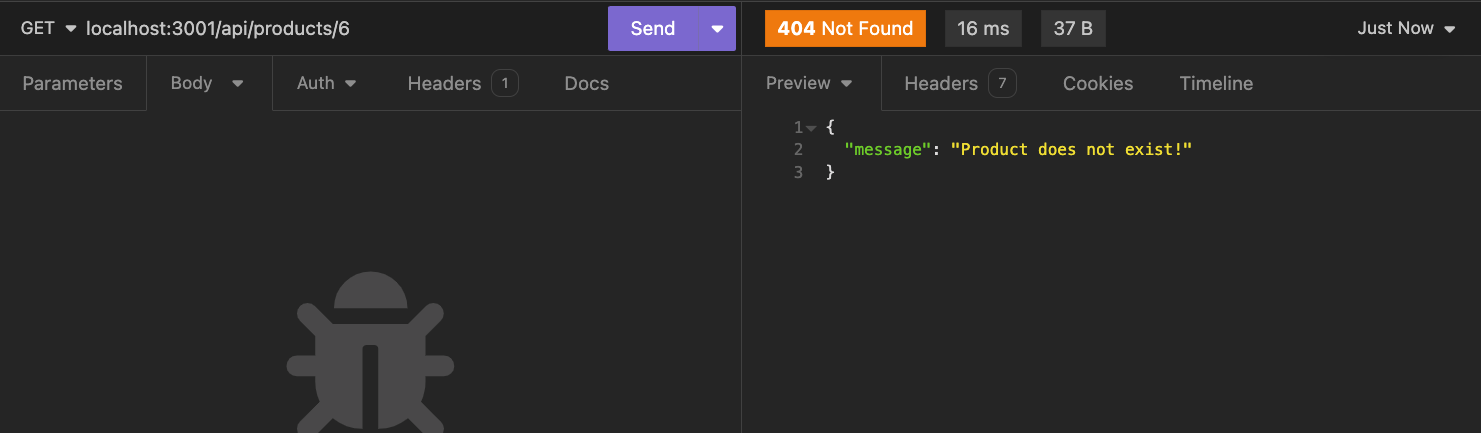 GET localhost:3001/api/products/6 Send 404 Not Found 16 ms 37 B Just Now
Parameters Body Auth Headers 1 Docs Preview Headers 7 Cookies Timeline
1 {
2 "message": "Product does not exist!"
3 }